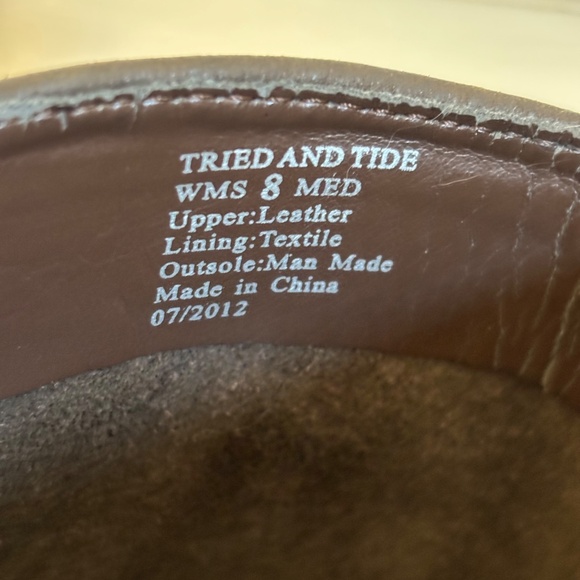 TRIED AND TIDE
WMS 8 MED
Upper:Leather
Lining:Textile
Outsole:Man Made
Made in China
07/2012